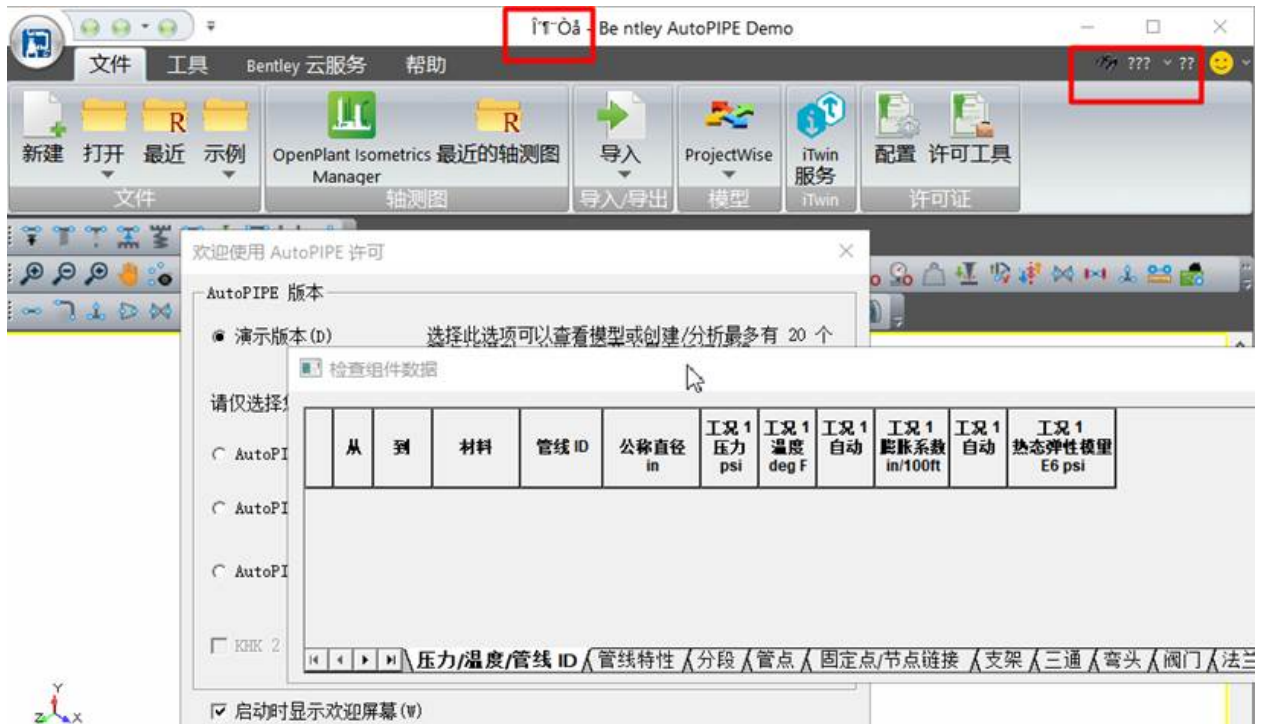 Î´¶¨Òå - Be ntley AutoPIPE Demo
文件 工具 Bentley 云服务 帮助 ??? ??
新建 打开 最近 示例 OpenPlant Isometrics Manager 最近的轴测图 导入 ProjectWise iTwin 服务 配置 许可工具
文件 轴测图 导入/导出 模型 iTwin 许可证
欢迎使用 AutoPIPE 许可
AutoPIPE 版本
演示版本(D) 选择此选项可以查看模型或创建/分析最多有 20 个
检查组件数据
请仅选择
从 到 材料 管线 ID 公称直径 in 工况 1 压力 psi 工况 1 温度 deg F 工况 1 自动 工况 1 膨胀系数 in/100ft 工况 1 自动 工况 1 热态弹性模量 E6 psi
AutoPI
AutoPI
AutoPI
KHK 2
压力/温度/管线 ID 管线特性 分段 管点 固定点/节点链接 支架 三通 弯头 阀门 法兰
启动时显示欢迎屏幕(W)
Y
Z X